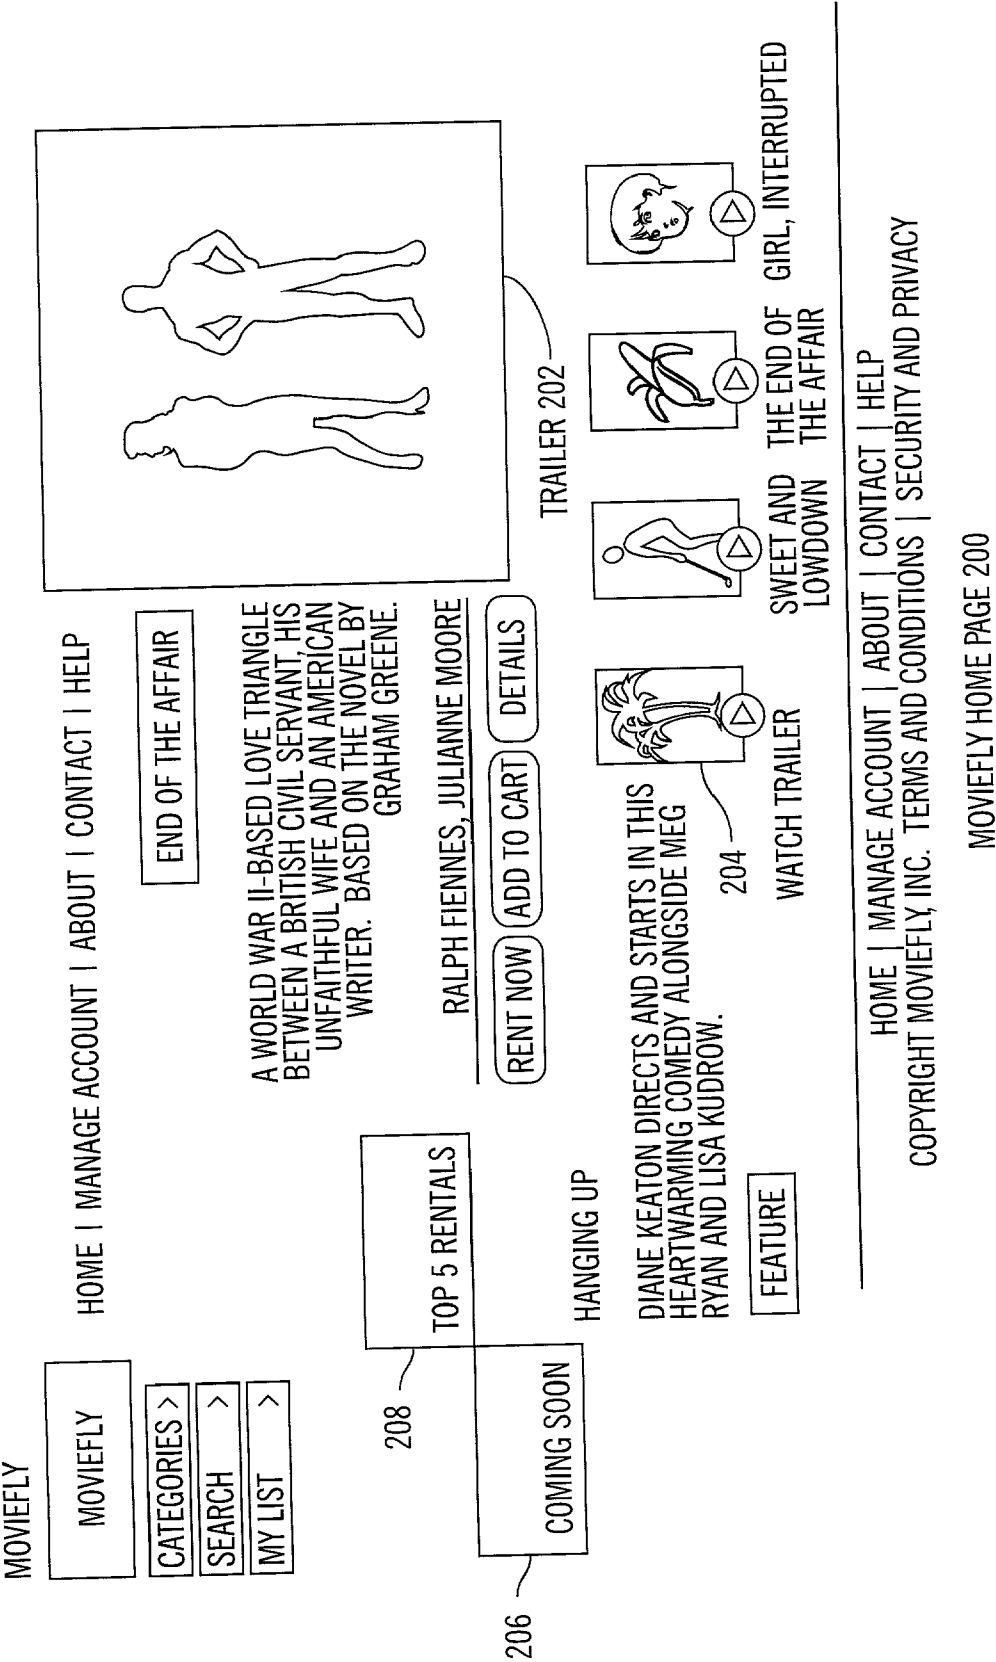 MOVIEFLY
MOVIEFLY
HOME | MANAGE ACCOUNT | ABOUT | CONTACT | HELP
CATEGORIES >
SEARCH >
MY LIST >
END OF THE AFFAIR
A WORLD WAR II-BASED LOVE TRIANGLE
BETWEEN A BRITISH CIVIL SERVANT, HIS
UNFAITHFUL WIFE AND AN AMERICAN
WRITER. BASED ON THE NOVEL BY
GRAHAM GREENE.
RALPH FIENNES, JULIANNE MOORE
RENT NOW
ADD TO CART
DETAILS
TRAILER 202
208
TOP 5 RENTALS
206
COMING SOON
HANGING UP
DIANE KEATON DIRECTS AND STARTS IN THIS
HEARTWARMING COMEDY ALONGSIDE MEG
RYAN AND LISA KUDROW.
FEATURE
204
WATCH TRAILER
SWEET AND
LOWDOWN
THE END OF
THE AFFAIR
GIRL, INTERRUPTED
HOME | MANAGE ACCOUNT | ABOUT | CONTACT | HELP
COPYRIGHT MOVIEFLY, INC. TERMS AND CONDITIONS | SECURITY AND PRIVACY
MOVIEFLY HOME PAGE 200